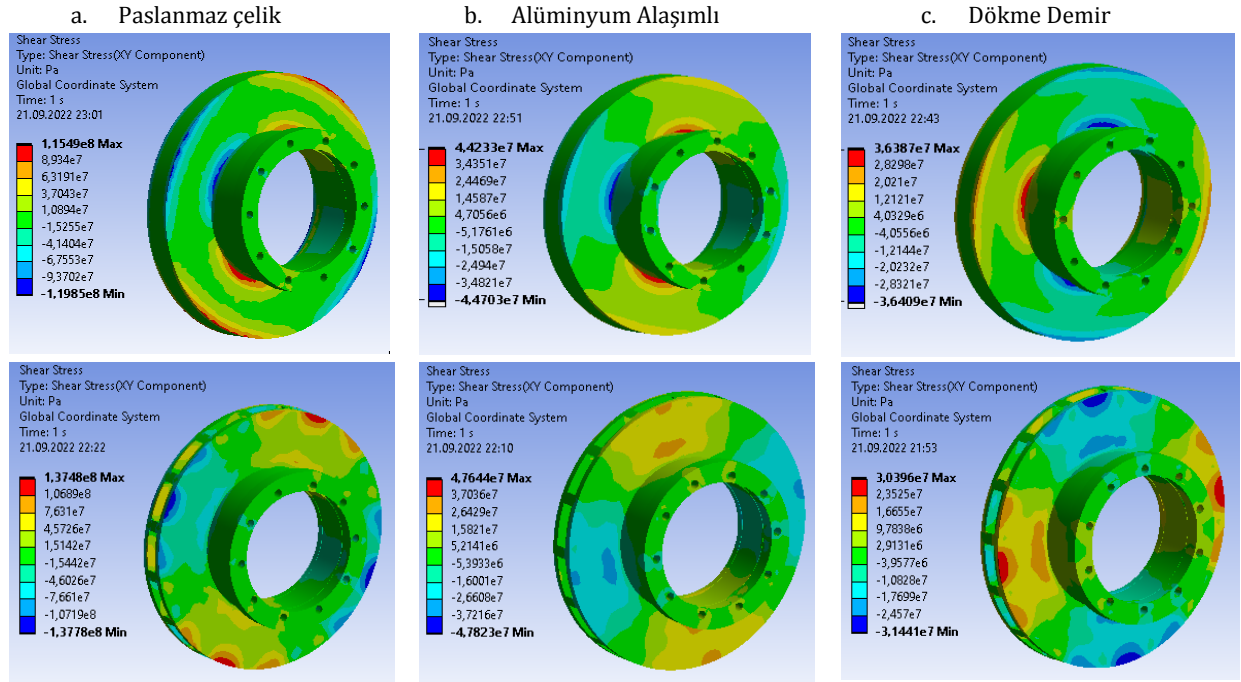 a. Paslanmaz çelik
b. Alüminyum Alaşımlı
c. Dökme Demir
Shear Stress
Type: Shear Stress(XY Component)
Unit: Pa
Global Coordinate System
Time: 1 s
21.09.2022 23:01
1,1549e8 Max
8,934e7
6,3191e7
3,7043e7
1,0894e7
-1,5255e7
-4,1404e7
-6,7553e7
-9,3702e7
-1,1985e8 Min
Shear Stress
Type: Shear Stress(XY Component)
Unit: Pa
Global Coordinate System
Time: 1 s
21.09.2022 22:51
4,4233e7 Max
3,4351e7
2,4469e7
1,4587e7
4,7056e6
-5,1761e6
-1,5058e7
-2,494e7
-3,4821e7
-4,4703e7 Min
Shear Stress
Type: Shear Stress(XY Component)
Unit: Pa
Global Coordinate System
Time: 1 s
21.09.2022 22:43
3,6387e7 Max
2,8298e7
2,021e7
1,2121e7
4,0329e6
-4,0556e6
-1,2144e7
-2,0232e7
-2,8321e7
-3,6409e7 Min
Shear Stress
Type: Shear Stress(XY Component)
Unit: Pa
Global Coordinate System
Time: 1 s
21.09.2022 22:22
1,3748e8 Max
1,0689e8
7,631e7
4,5726e7
1,5142e7
-1,5442e7
-4,6026e7
-7,661e7
-1,0719e8
-1,3778e8 Min
Shear Stress
Type: Shear Stress(XY Component)
Unit: Pa
Global Coordinate System
Time: 1 s
21.09.2022 22:10
4,7644e7 Max
3,7036e7
2,6429e7
1,5821e7
5,2141e6
-5,3933e6
-1,6001e7
-2,6608e7
-3,7216e7
-4,7823e7 Min
Shear Stress
Type: Shear Stress(XY Component)
Unit: Pa
Global Coordinate System
Time: 1 s
21.09.2022 21:53
3,0396e7 Max
2,3525e7
1,6655e7
9,7838e6
2,9131e6
-3,9577e6
-1,0828e7
-1,7699e7
-2,457e7
-3,1441e7 Min